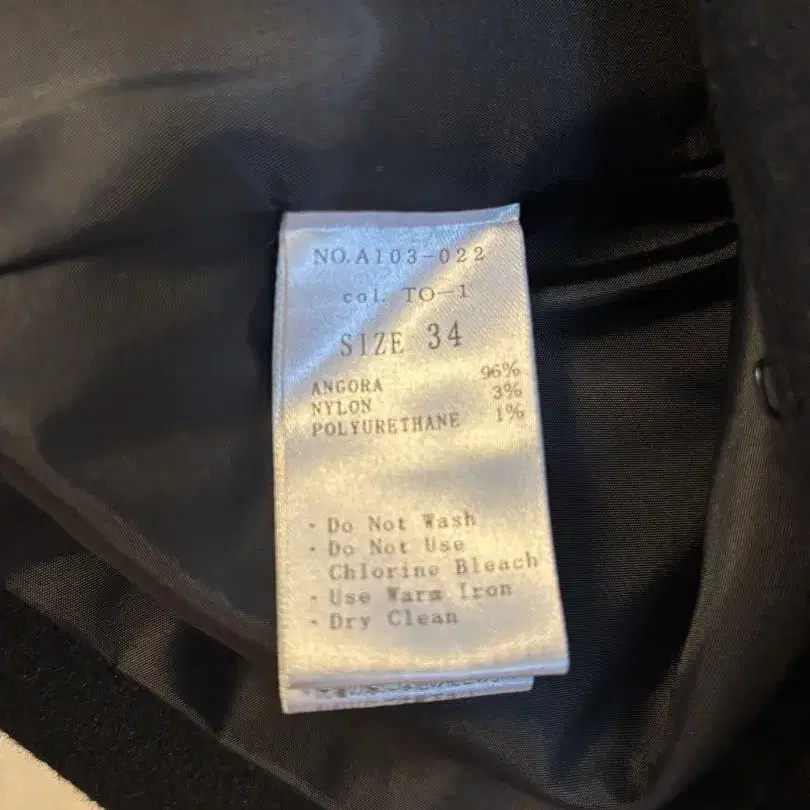 NO.A103-022
col. TO-1
SIZE 34
ANGORA 96%
NYLON 3%
POLYURETHANE 1%
· Do Not Wash
· Do Not Use
Chlorine Bleach
· Use Warm Iron
· Dry Clean